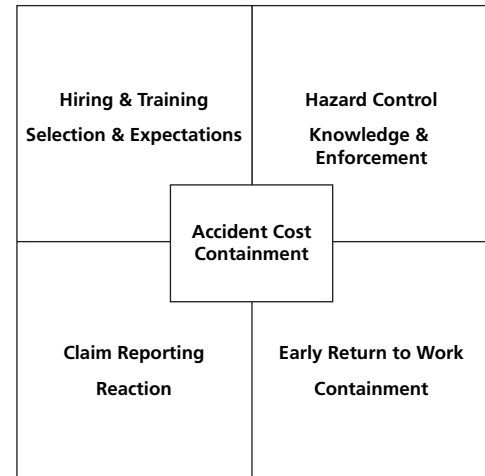 Hiring & Training
Selection & Expectations
Hazard Control
Knowledge &
Enforcement
Accident Cost
Containment
Claim Reporting
Reaction
Early Return to Work
Containment